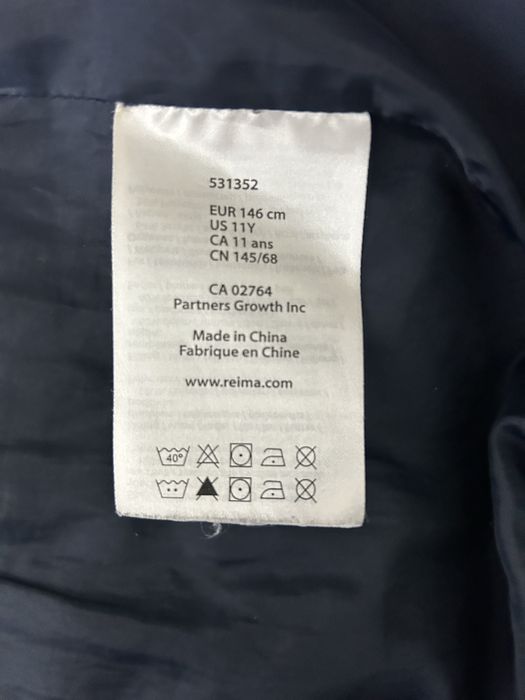 531352
EUR 146 cm
US 11Y
CA 11 ans
CN 145/68
CA 02764
Partners Growth Inc
Made in China
Fabrique en Chine
www.reima.com
40°